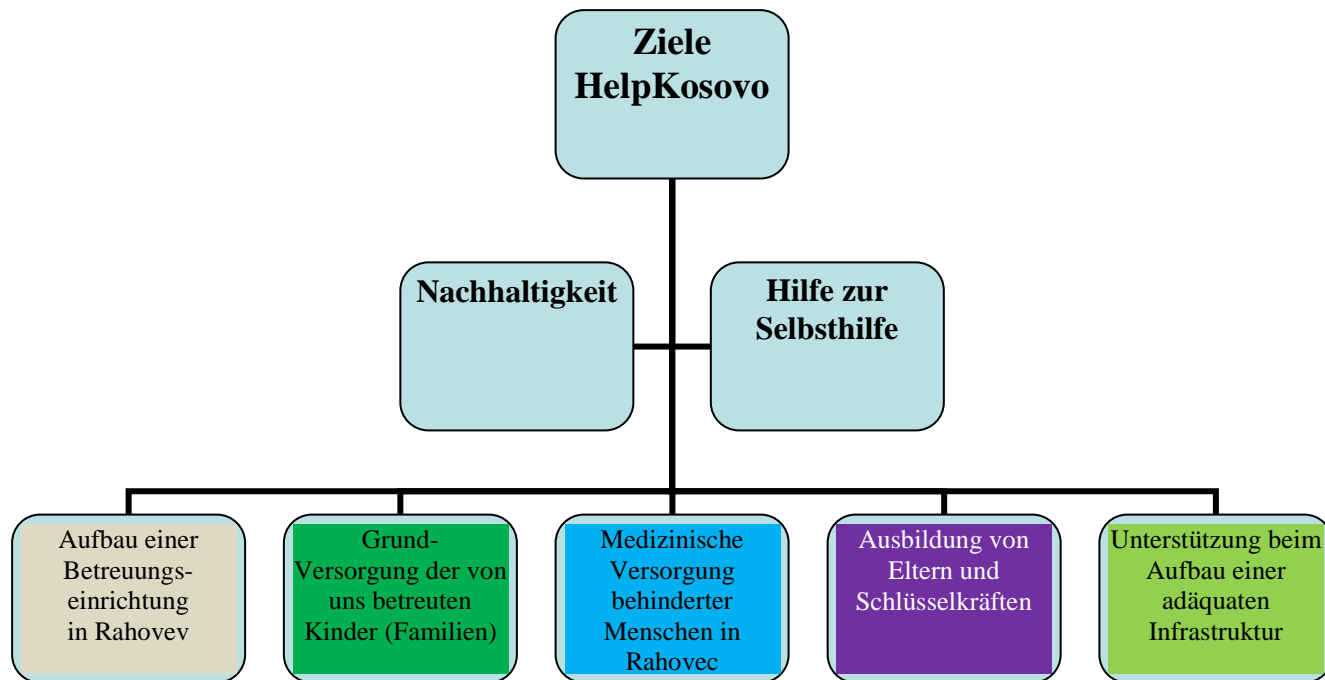 Ziele
HelpKosovo
Nachhaltigkeit
Hilfe zur
Selbsthilfe
Aufbau einer
Betreuungs-
einrichtung
in Rahovev
Grund-
Versorgung der von
uns betreuten
Kinder (Familien)
Medizinische
Versorgung
behinderter
Menschen in
Rahovec
Ausbildung von
Eltern und
Schlüsselkräften
Unterstützung beim
Aufbau einer
adäquaten
Infrastruktur